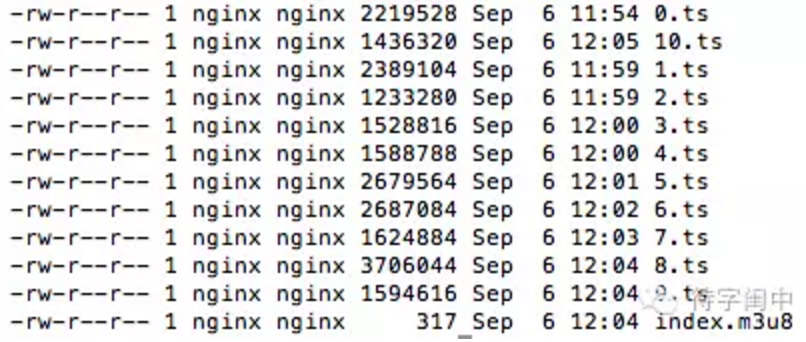 -rw-r--r-- 1 nginx nginx 2219528 Sep  6 11:54 0.ts
-rw-r--r-- 1 nginx nginx 1436320 Sep  6 12:05 10.ts
-rw-r--r-- 1 nginx nginx 2389104 Sep  6 11:59 1.ts
-rw-r--r-- 1 nginx nginx 1233280 Sep  6 11:59 2.ts
-rw-r--r-- 1 nginx nginx 1528816 Sep  6 12:00 3.ts
-rw-r--r-- 1 nginx nginx 1588788 Sep  6 12:00 4.ts
-rw-r--r-- 1 nginx nginx 2679564 Sep  6 12:01 5.ts
-rw-r--r-- 1 nginx nginx 2687084 Sep  6 12:02 6.ts
-rw-r--r-- 1 nginx nginx 1624884 Sep  6 12:03 7.ts
-rw-r--r-- 1 nginx nginx 3706044 Sep  6 12:04 8.ts
-rw-r--r-- 1 nginx nginx 1594616 Sep  6 12:04 9.ts
待字闺中
-rw-r--r-- 1 nginx nginx     317 Sep  6 12:04 index.m3u8